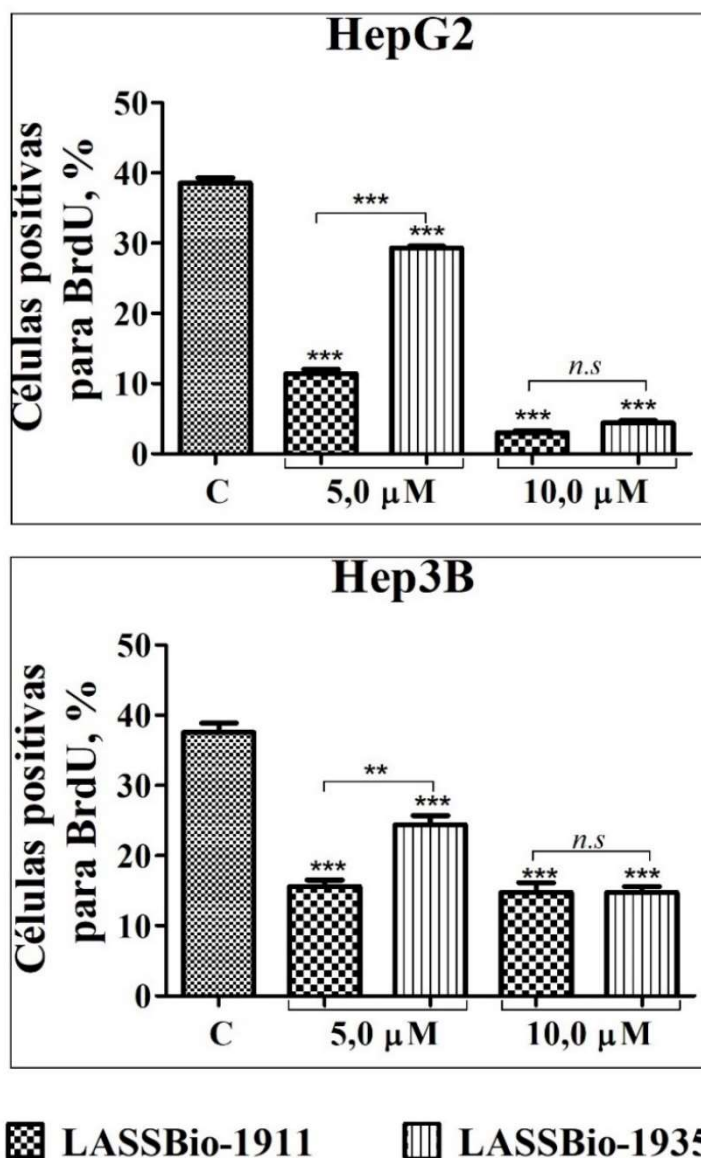 HepG2
Células positivas
para BrdU, %
50
40
30
20
10
0
***
***
***
n.s
***
***
C
5,0 μM
10,0 μM
Hep3B
Células positivas
para BrdU, %
50
40
30
20
10
0
**
***
***
n.s
***
***
C
5,0 μM
10,0 μM
LASSBio-1911
LASSBio-1935